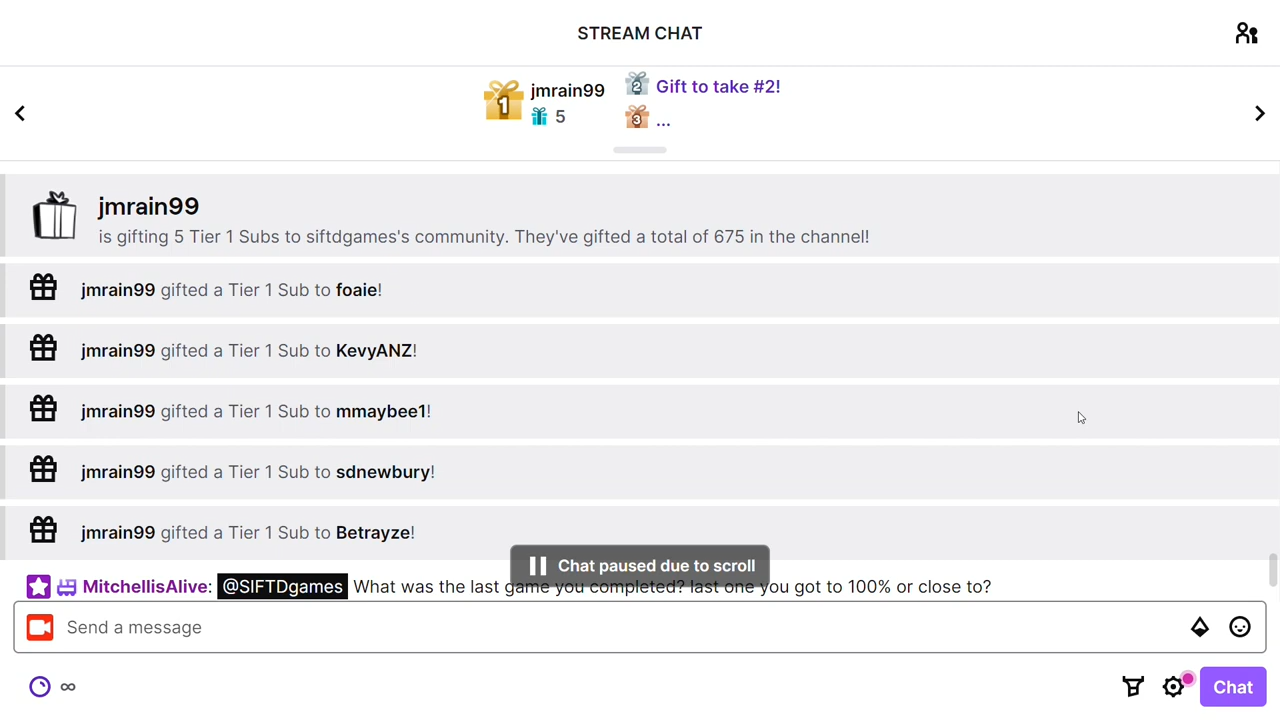 STREAM CHAT
1 jmrain99
5
2 Gift to take #2!
3 ...
jmrain99
is gifting 5 Tier 1 Subs to siftdgames's community. They've gifted a total of 675 in the channel!
jmrain99 gifted a Tier 1 Sub to foaie!
jmrain99 gifted a Tier 1 Sub to KevyANZ!
jmrain99 gifted a Tier 1 Sub to mmaybee1!
jmrain99 gifted a Tier 1 Sub to sdnewbury!
jmrain99 gifted a Tier 1 Sub to Betrayze!
Chat paused due to scroll
MitchellisAlive: @SIFTDgames What was the last game you completed? last one you got to 100% or close to?
Send a message
∞
Chat